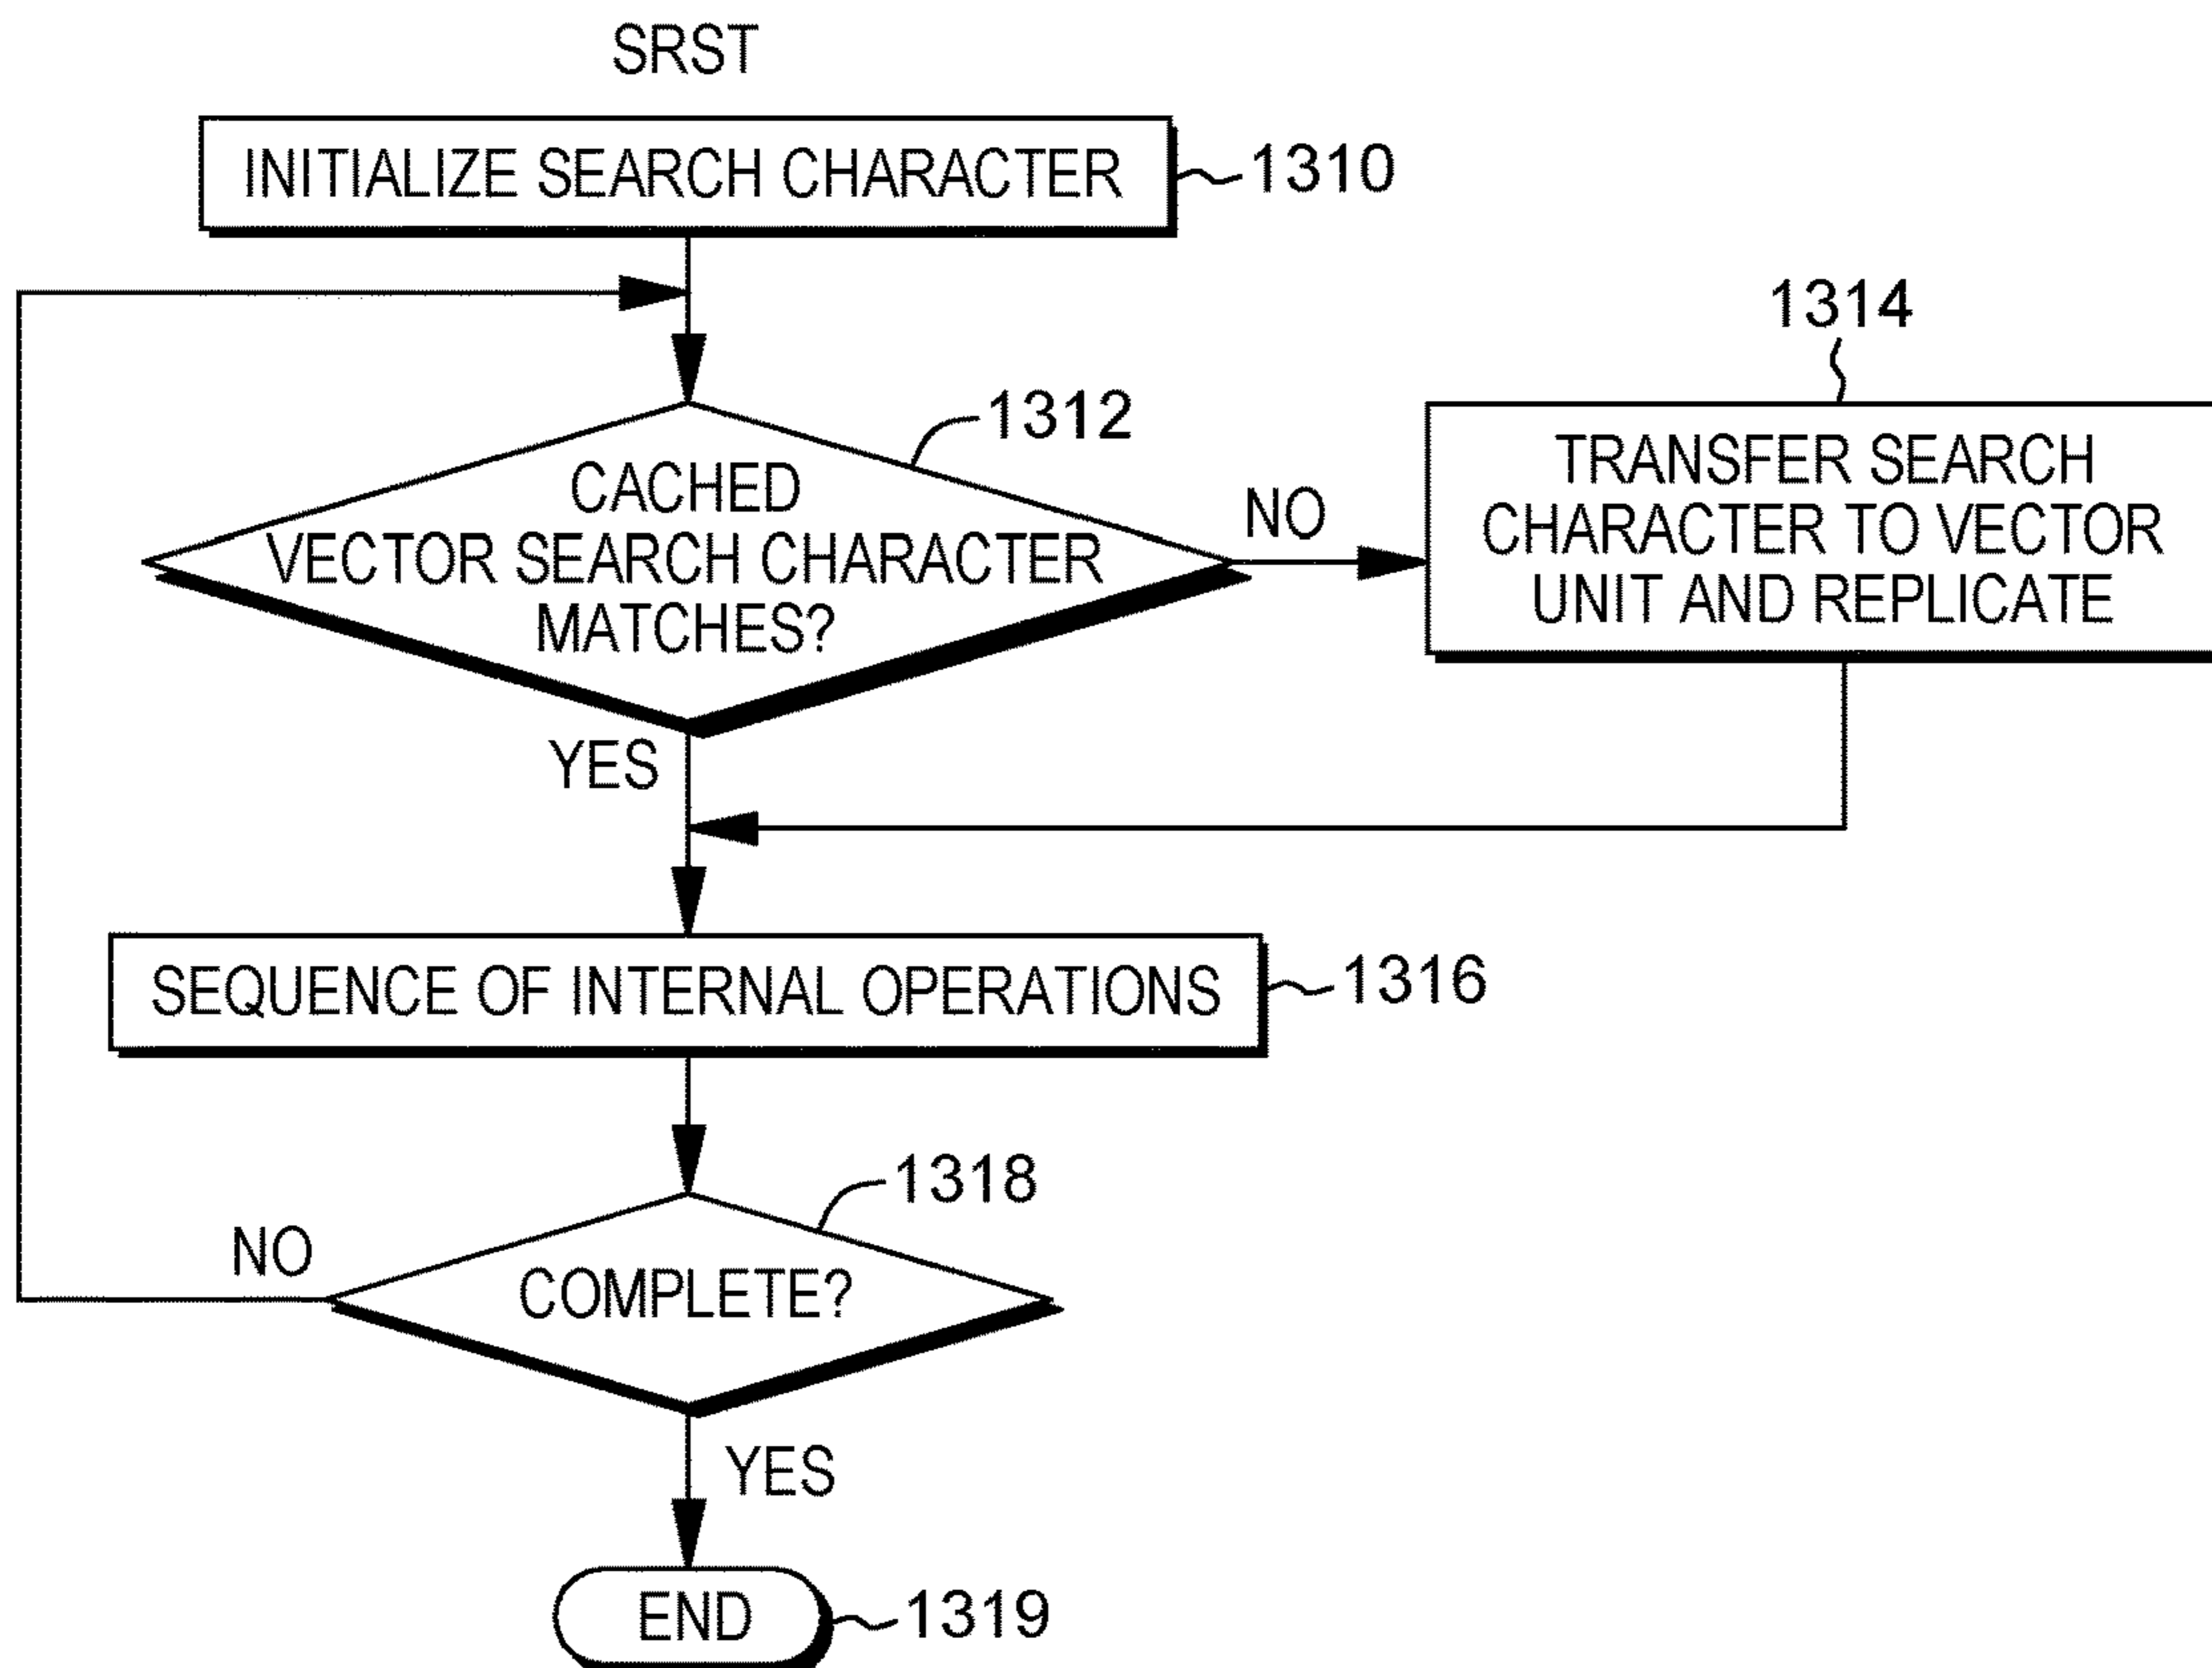 SRST
INITIALIZE SEARCH CHARACTER
1310
1314
1312
CACHED
VECTOR SEARCH CHARACTER
MATCHES?
NO
TRANSFER SEARCH
CHARACTER TO VECTOR
UNIT AND REPLICATE
YES
SEQUENCE OF INTERNAL OPERATIONS
1316
1318
NO
COMPLETE?
YES
END
1319